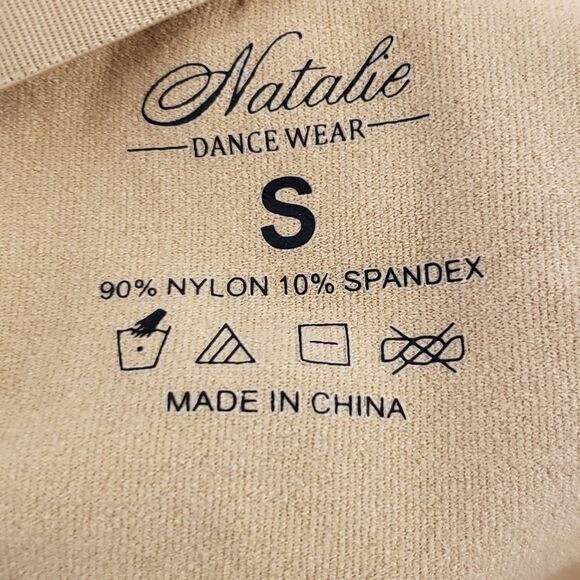 Natalie
DANCE WEAR
S
90% NYLON 10% SPANDEX
MADE IN CHINA